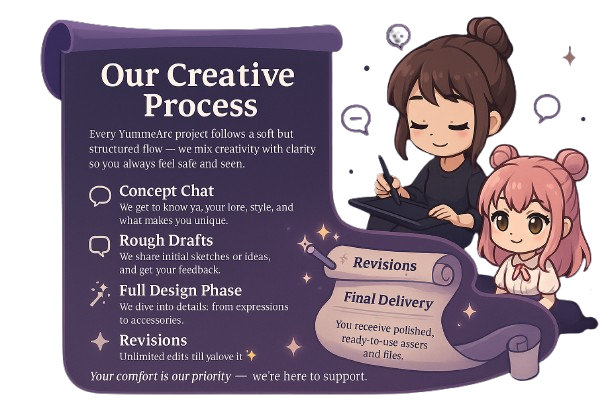 Our Creative
Process
Every YummeArc project follows a soft but
structured flow — we mix creativity with clarity
so you always feel safe and seen.
Concept Chat
We get to know ya, your lore, style, and
what makes you unique.
Rough Drafts
We share initial sketches or ideas,
and get your feedback.
Full Design Phase
We dive into details: from expressions
to accessories.
Revisions
Unlimited edits till yalove it
Your comfort is our priority — we're here to support.
Revisions
Final Delivery
You receeive polished,
ready-to-use assers
and files.